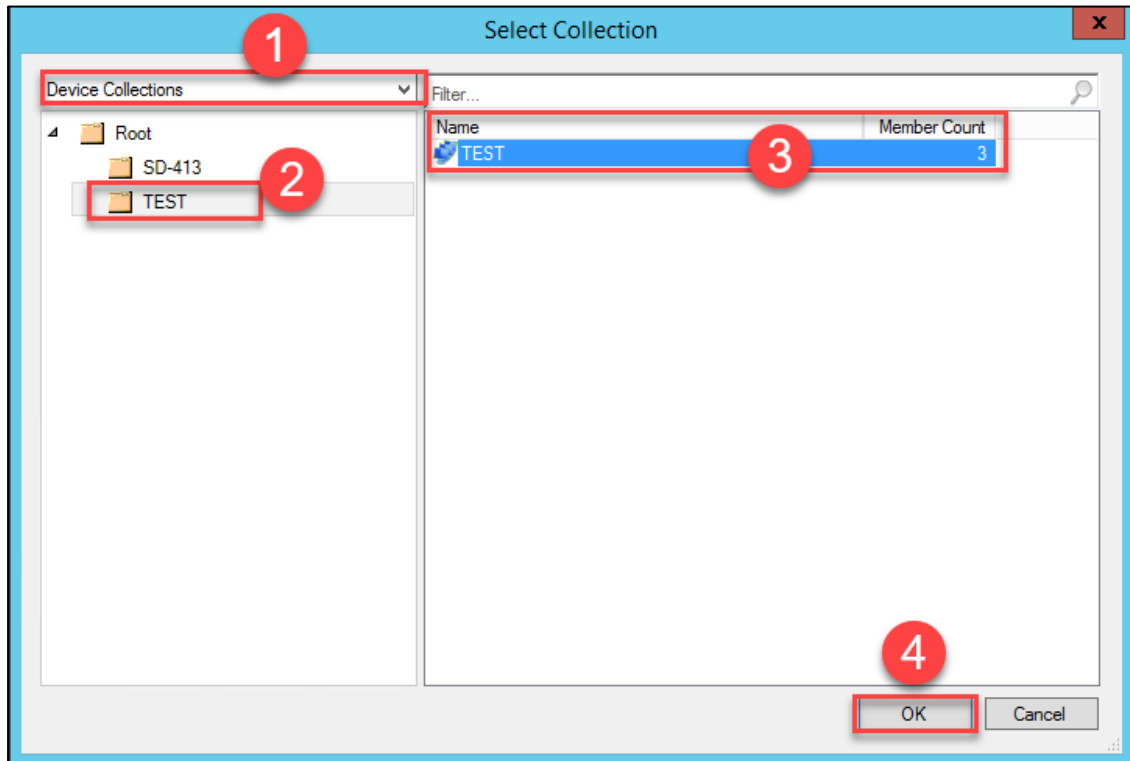 Select Collection
x
1
Device Collections
Filter...
Root
SD-413
TEST
2
Name Member Count
TEST 3
3
4
OK Cancel